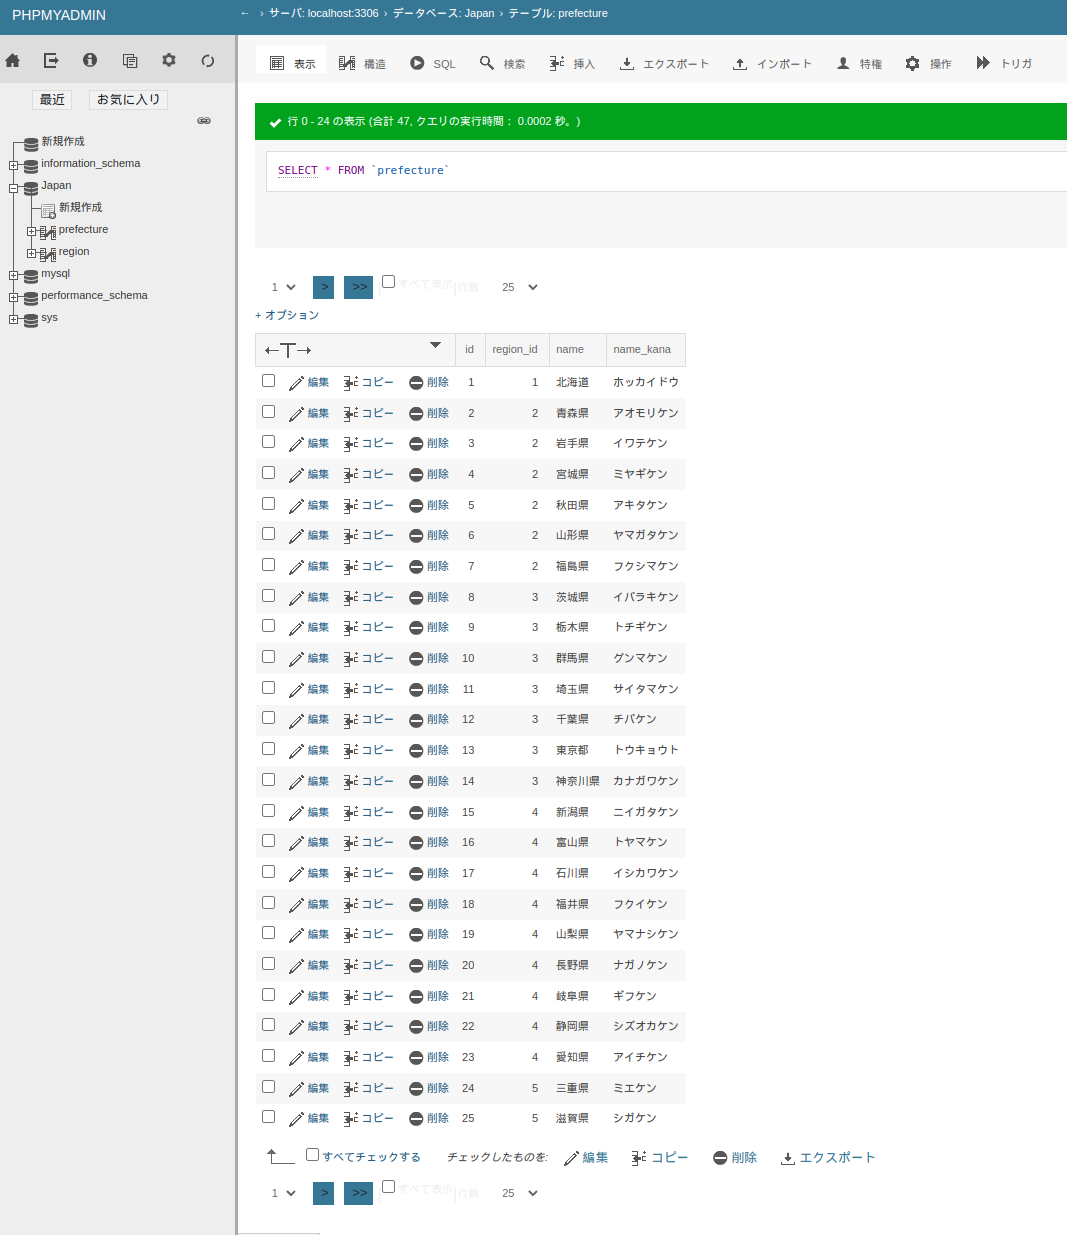 PHPMYADMIN
← › サーバ: localhost:3306 › データベース: Japan › テーブル: prefecture
表示 構造 SQL 検索 挿入 エクスポート インポート 特権 操作 トリガ
最近 お気に入り
新規作成
information_schema
Japan
新規作成
prefecture
region
mysql
performance_schema
sys
行 0 - 24 の表示 (合計 47, クエリの実行時間： 0.0002 秒。)
SELECT * FROM `prefecture`
1 > >> すべて表示 行数: 25
+ オプション
←T→ id region_id name name_kana
編集 コピー 削除 1 1 北海道 ホッカイドウ
編集 コピー 削除 2 2 青森県 アオモリケン
編集 コピー 削除 3 2 岩手県 イワテケン
編集 コピー 削除 4 2 宮城県 ミヤギケン
編集 コピー 削除 5 2 秋田県 アキタケン
編集 コピー 削除 6 2 山形県 ヤマガタケン
編集 コピー 削除 7 2 福島県 フクシマケン
編集 コピー 削除 8 3 茨城県 イバラキケン
編集 コピー 削除 9 3 栃木県 トチギケン
編集 コピー 削除 10 3 群馬県 グンマケン
編集 コピー 削除 11 3 埼玉県 サイタマケン
編集 コピー 削除 12 3 千葉県 チバケン
編集 コピー 削除 13 3 東京都 トウキョウト
編集 コピー 削除 14 3 神奈川県 カナガワケン
編集 コピー 削除 15 4 新潟県 ニイガタケン
編集 コピー 削除 16 4 富山県 トヤマケン
編集 コピー 削除 17 4 石川県 イシカワケン
編集 コピー 削除 18 4 福井県 フクイケン
編集 コピー 削除 19 4 山梨県 ヤマナシケン
編集 コピー 削除 20 4 長野県 ナガノケン
編集 コピー 削除 21 4 岐阜県 ギフケン
編集 コピー 削除 22 4 静岡県 シズオカケン
編集 コピー 削除 23 4 愛知県 アイチケン
編集 コピー 削除 24 5 三重県 ミエケン
編集 コピー 削除 25 5 滋賀県 シガケン
すべてチェックする チェックしたものを: 編集 コピー 削除 エクスポート
1 > >> すべて表示 行数: 25